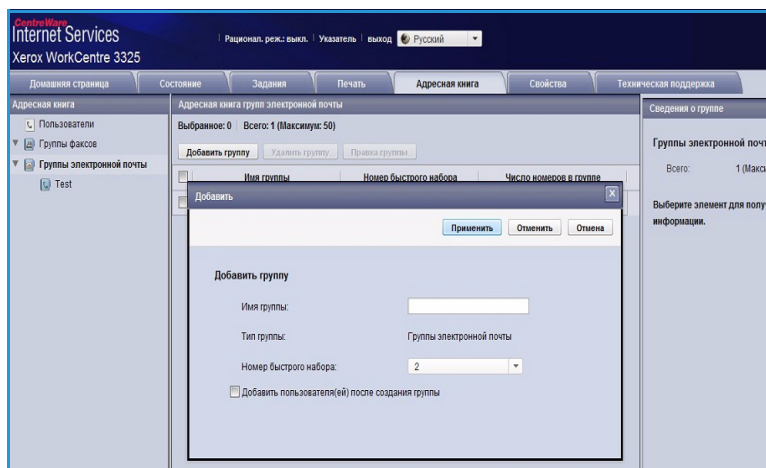 CentreWare
Internet Services
Xerox WorkCentre 3325
Рационал. реж.: выкл. Указатель выход Русский
Домашняя страница Состояние Задания Печать Адресная книга Свойства Техническая поддержка
Адресная книга
Пользователи
Группы факсов
Группы электронной почты
Test
Адресная книга групп электронной почты
Выбранное: 0 Всего: 1 (Максимум: 50)
Добавить группу Удалить группу Правка группы
Имя группы Номер быстрого набора Число номеров в группе
Добавить X
Применить Отменить Отмена
Добавить группу
Имя группы:
Тип группы: Группы электронной почты
Номер быстрого набора: 2
Добавить пользователя(ей) после создания группы
Сведения о группе
Группы электронной почт
Всего: 1 (Макси
Выберите элемент для полу
информации.